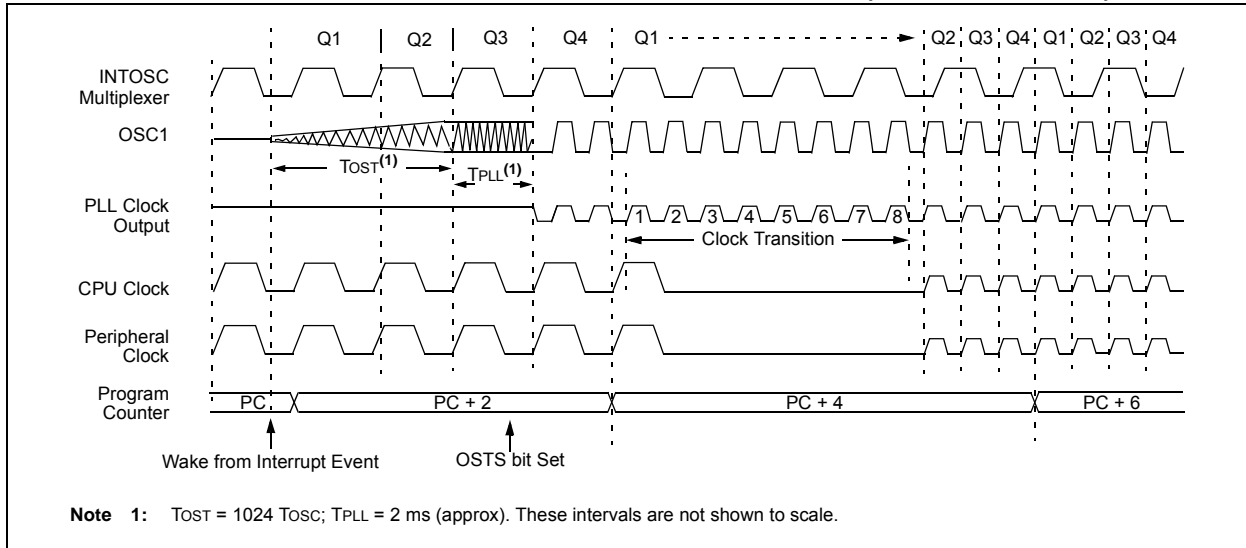 Q1 Q2 Q3 Q4 Q1 Q2 Q3 Q4 Q1 Q2 Q3 Q4
INTOSC
Multiplexer
OSC1
TOST(1)
TPLL(1)
PLL Clock
Output
1 2 3 4 5 6 7 8
Clock Transition
CPU Clock
Peripheral
Clock
Program
Counter
PC PC + 2 PC + 4 PC + 6
Wake from Interrupt Event OSTS bit Set
Note 1: TOST = 1024 TOSC; TPLL = 2 ms (approx). These intervals are not shown to scale.